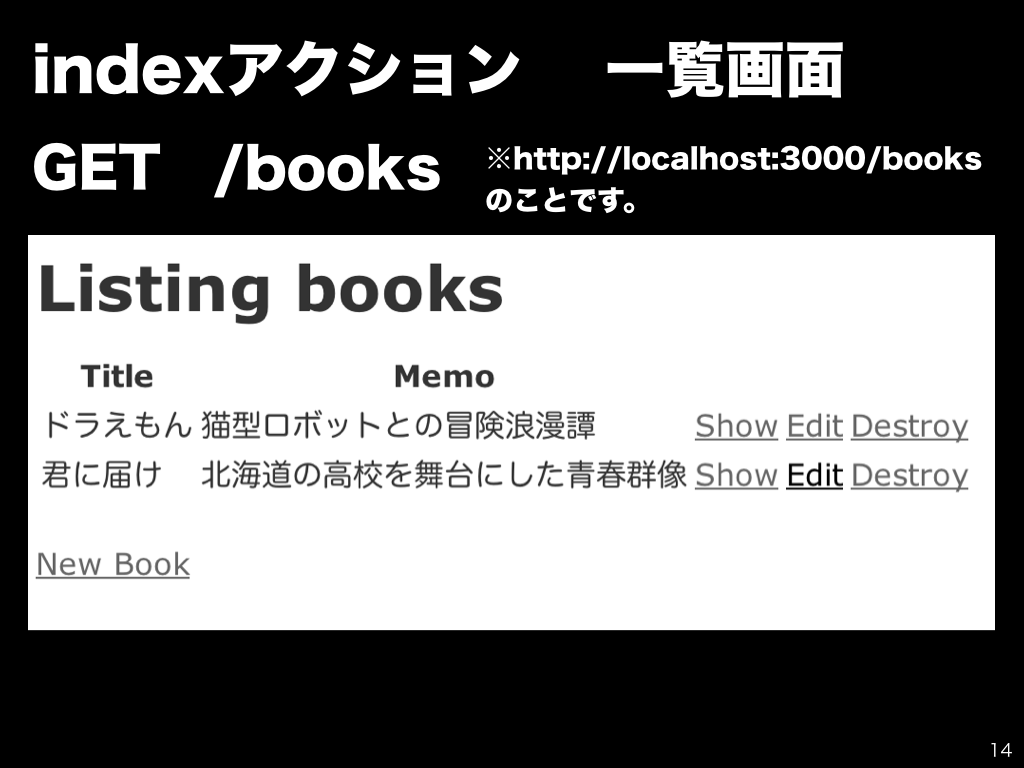 indexアクション　一覧画面
GET　/books
※http://localhost:3000/books
のことです。
Listing books
Title Memo
ドラえもん 猫型ロボットとの冒険浪漫譚 Show Edit Destroy
君に届け 北海道の高校を舞台にした青春群像 Show Edit Destroy
New Book
14